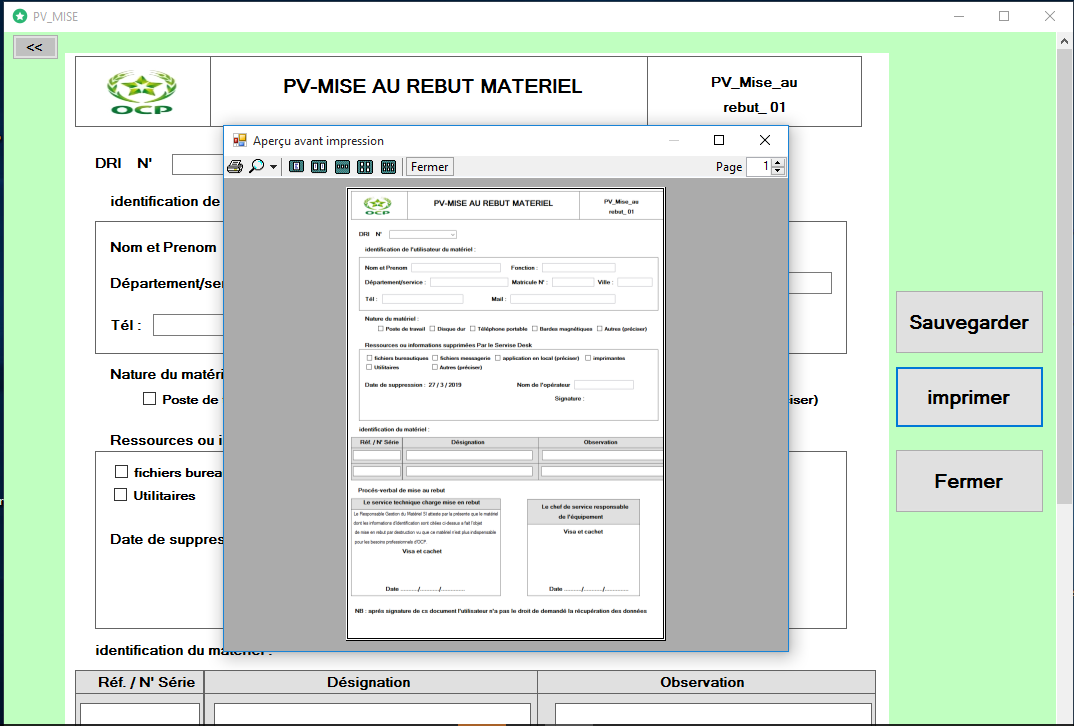 PV_MISE
<<
OCP
PV-MISE AU REBUT MATERIEL
PV_Mise_au
rebut_ 01
DRI N'
identification de
Nom et Prenom
Département/ser
Tél :
Nature du matéri
Poste de
iser)
Ressources ou i
fichiers burea
Utilitaires
Date de suppres
identification du matériel :
Réf. / N' Série Désignation Observation
Sauvegarder
imprimer
Fermer
Aperçu avant impression
Fermer Page 1
OCP
PV-MISE AU REBUT MATERIEL
PV_Mise_au
rebut_ 01
DRI N'
identification de l'utilisateur du matériel :
Nom et Prenom Fonction :
Département/service : Matricule N' : Ville :
Tél : Mail :
Nature du matériel :
Poste de travail Disque dur Téléphone portable Bardes magnétiques Autres (préciser)
Ressources ou informations supprimées Par le Servise Desk
fichiers bureautiques fichiers messagerie application en local (préciser) imprimantes
Utilitaires Autres (préciser)
Date de suppression : 27 / 3 / 2019 Nom de l'opérateur
Signature :
identification du matériel :
Réf. / N' Série Désignation Observation
Procés-verbal de mise au rebut
Le service technique charge mise en rebut
Le Responsable Gestion du Matériel SI atteste par la présente que le matériel
dont les informations d'identification sont citées ci-dessus a fait l'objet
de mise en rebut par destruction vu que ce matériel n'est plus indispensable
pour les besoins professionnels d'OCP.
Visa et cachet
Date ........./........../.............
Le chef de service responsable
de l'équipement
Visa et cachet
Date ........./........../.............
NB : aprés signature de cs document l'utilisateur n'a pas le droit de demandé la récupération des données